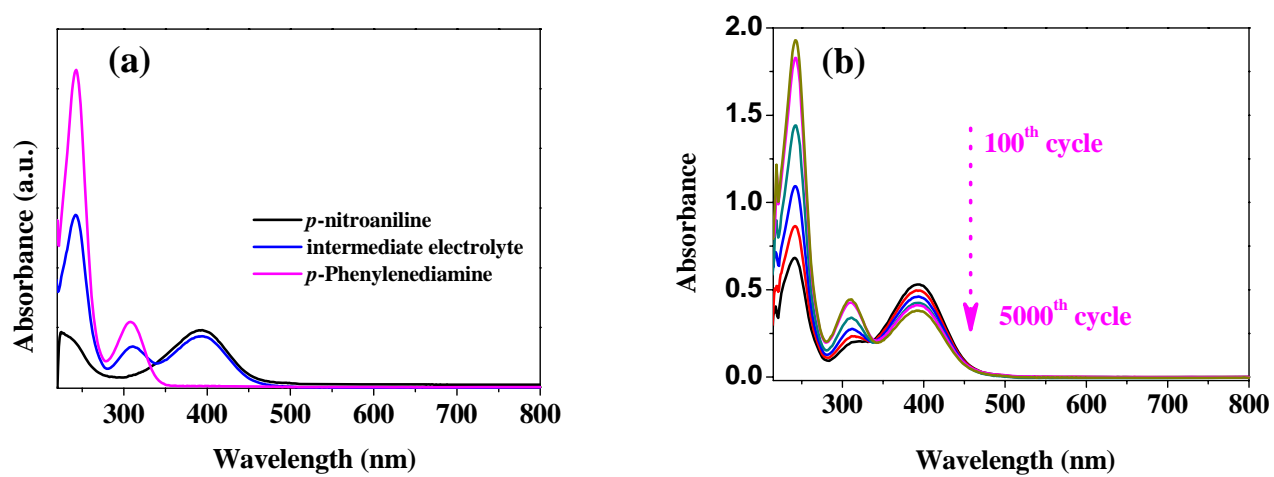 (a)
Absorbance (a.u.)
p-nitroaniline
intermediate electrolyte
p-Phenylenediamine
300 400 500 600 700 800
Wavelength (nm)
(b)
Absorbance
2.0
1.5
1.0
0.5
0.0
100th cycle
5000th cycle
300 400 500 600 700 800
Wavelength (nm)